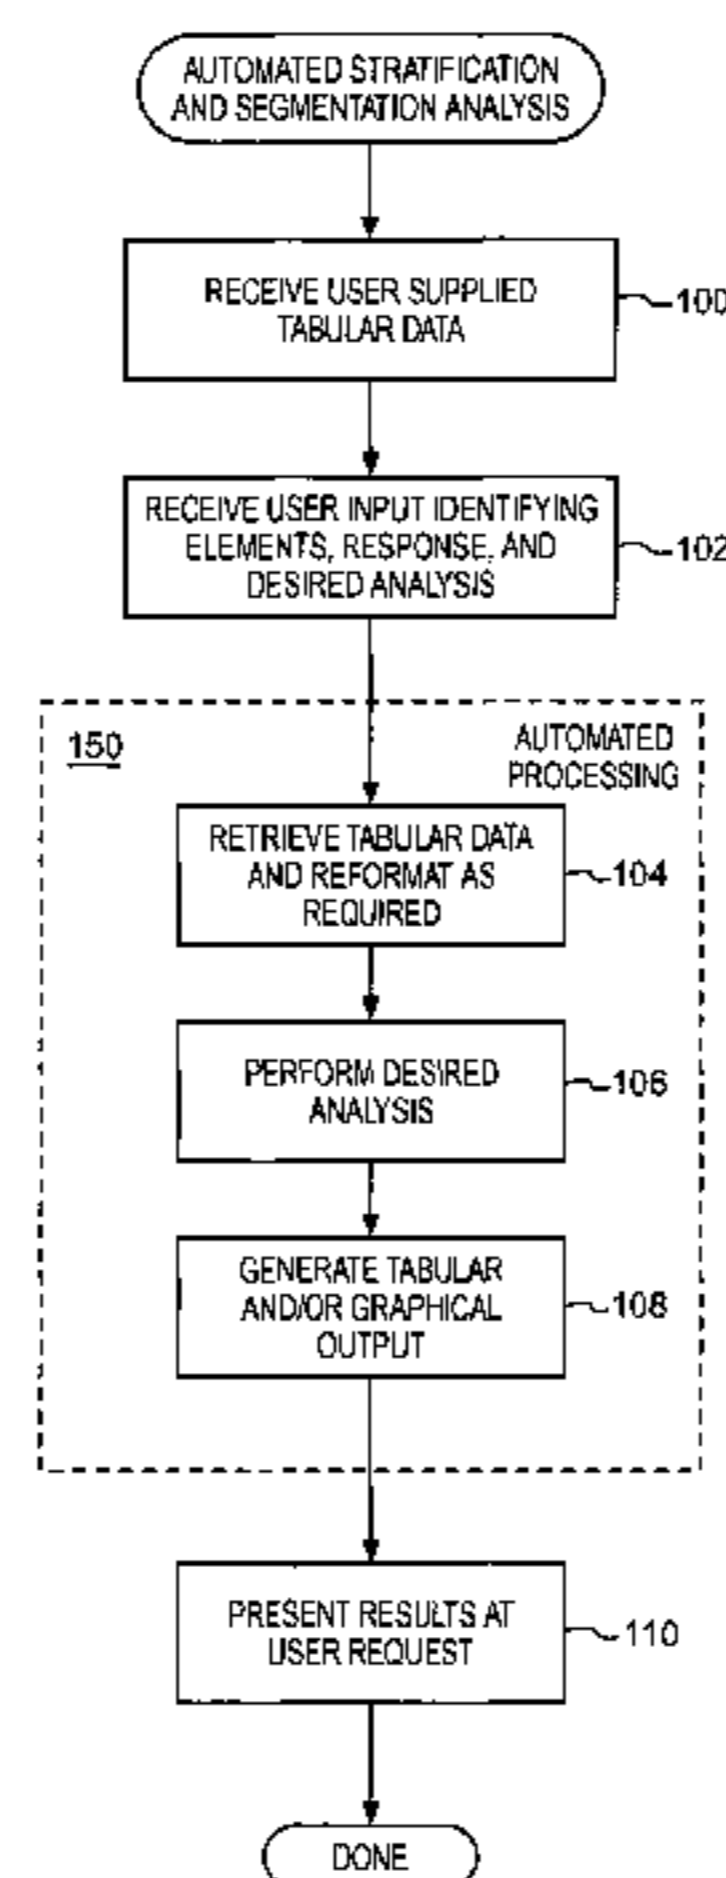 AUTOMATED STRATIFICATION
AND SEGMENTATION ANALYSIS
RECEIVE USER SUPPLIED
TABULAR DATA
100
RECEIVE USER INPUT IDENTIFYING
ELEMENTS, RESPONSE, AND
DESIRED ANALYSIS
102
150
AUTOMATED
PROCESSING
RETRIEVE TABULAR DATA
AND REFORMAT AS
REQUIRED
104
PERFORM DESIRED
ANALYSIS
106
GENERATE TABULAR
AND/OR GRAPHICAL
OUTPUT
108
PRESENT RESULTS AT
USER REQUEST
110
DONE